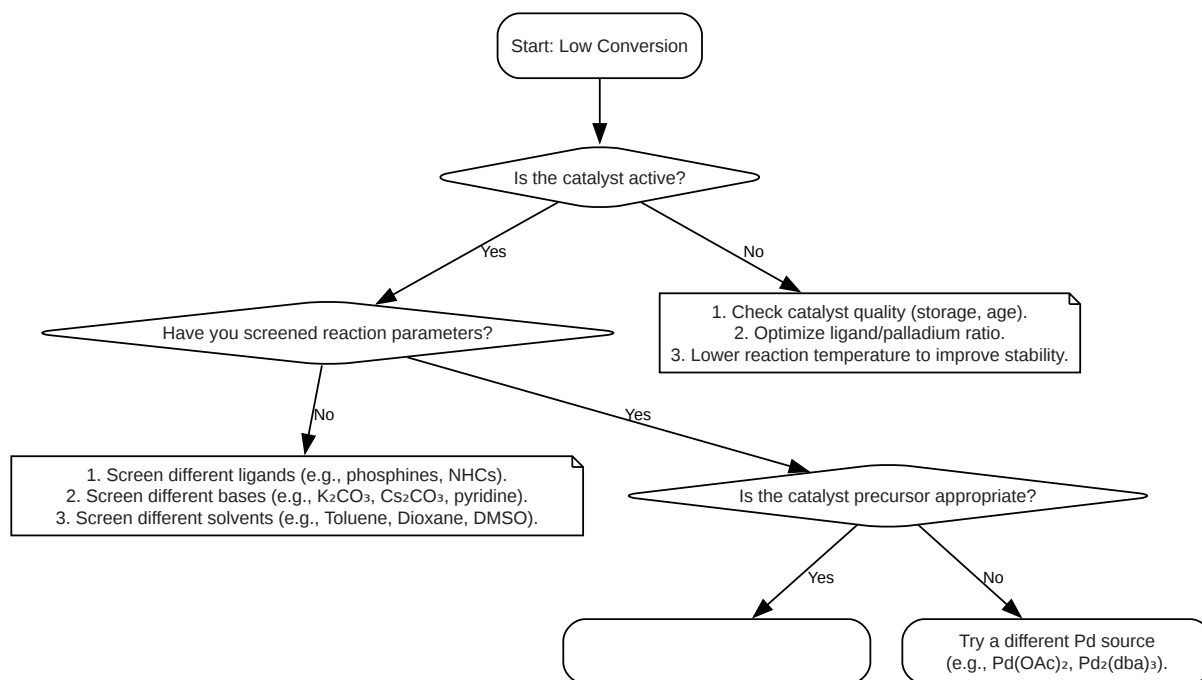 Start: Low Conversion
Is the catalyst active?
Yes
No
Have you screened reaction parameters?
1. Check catalyst quality (storage, age).
2. Optimize ligand/palladium ratio.
3. Lower reaction temperature to improve stability.
No
Yes
1. Screen different ligands (e.g., phosphines, NHCs).
2. Screen different bases (e.g., K₂CO₃, Cs₂CO₃, pyridine).
3. Screen different solvents (e.g., Toluene, Dioxane, DMSO).
Is the catalyst precursor appropriate?
Yes
No
Try a different Pd source
(e.g., Pd(OAc)₂, Pd₂(dba)₃).